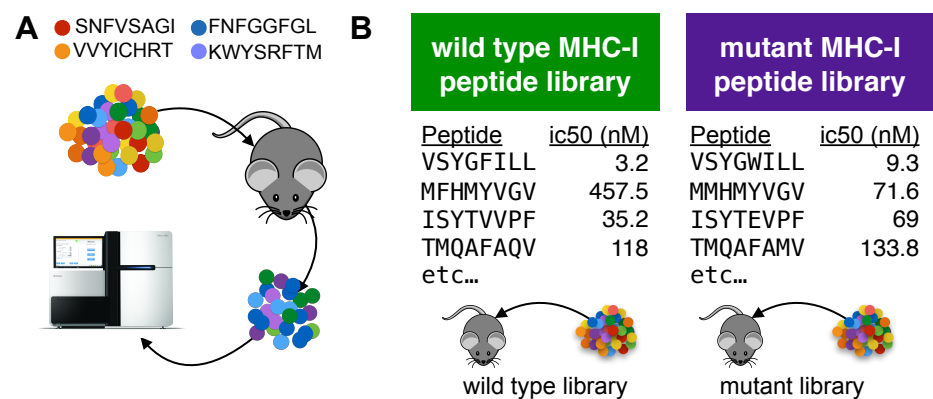 A
SNFVSAGI FNFGGFGL
VVYICHRT KWYSRFTM
B
wild type MHC-I
peptide library
Peptide ic50 (nM)
VSYGFILL 3.2
MFHMYVGV 457.5
ISYTVVPF 35.2
TMQAFAQV 118
etc…
wild type library
mutant MHC-I
peptide library
Peptide ic50 (nM)
VSYGWILL 9.3
MMHMYVGV 71.6
ISYTEVPF 69
TMQAFAMV 133.8
etc…
mutant library